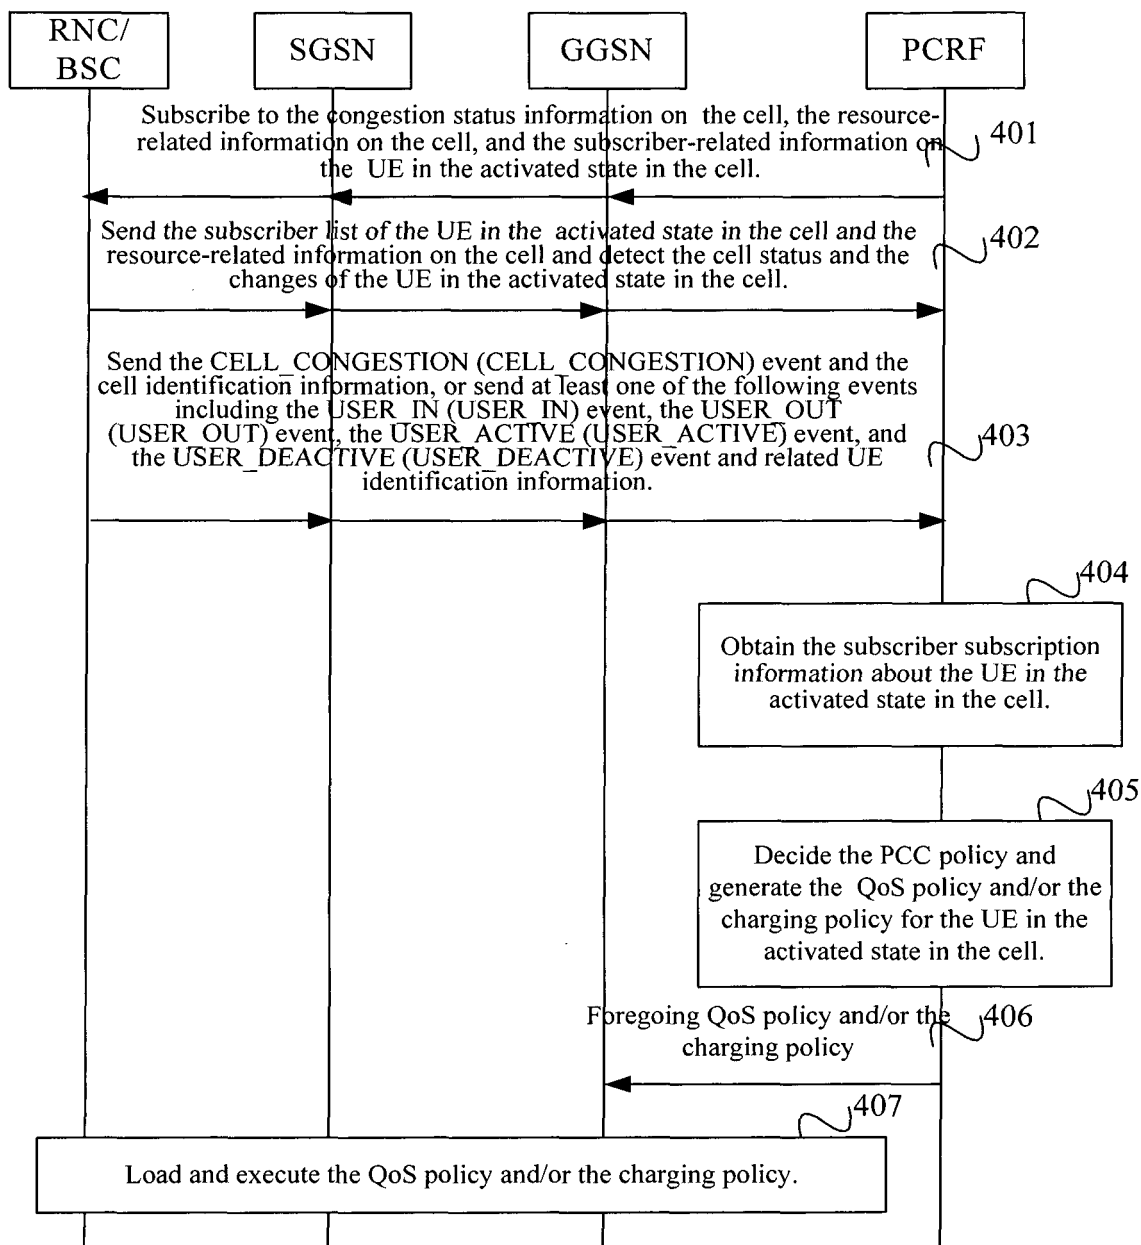 RNC/
BSC
SGSN
GGSN
PCRF
Subscribe to the congestion status information on the cell, the resource-
related information on the cell, and the subscriber-related information on
the UE in the activated state in the cell.
401
Send the subscriber list of the UE in the activated state in the cell and the
resource-related information on the cell and detect the cell status and the
changes of the UE in the activated state in the cell.
402
Send the CELL_CONGESTION (CELL_CONGESTION) event and the
cell identification information, or send at least one of the following events
including the USER_IN (USER_IN) event, the USER_OUT
(USER_OUT) event, the USER_ACTIVE (USER_ACTIVE) event, and
the USER_DEACTIVE (USER_DEACTIVE) event and related UE
identification information.
403
404
Obtain the subscriber subscription
information about the UE in the
activated state in the cell.
405
Decide the PCC policy and
generate the QoS policy and/or the
charging policy for the UE in the
activated state in the cell.
Foregoing QoS policy and/or the
charging policy
406
407
Load and execute the QoS policy and/or the charging policy.